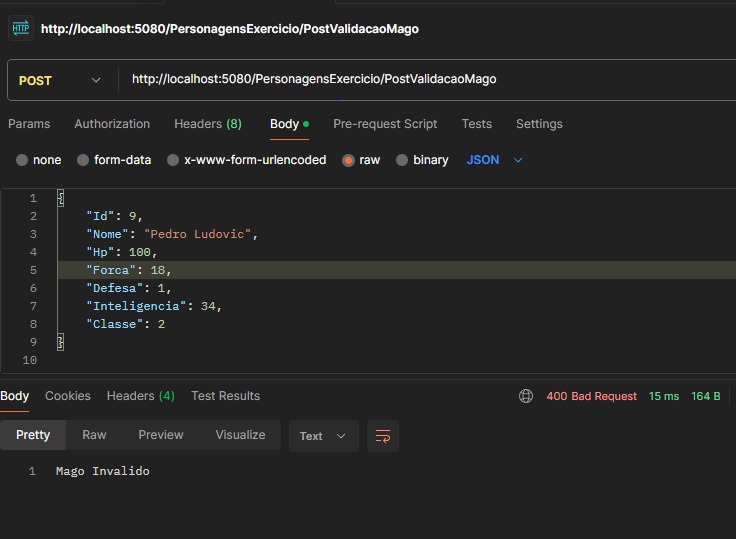 HTTP http://localhost:5080/PersonagensExercicio/PostValidacaoMago
POST http://localhost:5080/PersonagensExercicio/PostValidacaoMago
Params Authorization Headers (8) Body Pre-request Script Tests Settings
none form-data x-www-form-urlencoded raw binary JSON
1 {
2 "Id": 9,
3 "Nome": "Pedro Ludovic",
4 "Hp": 100,
5 "Forca": 18,
6 "Defesa": 1,
7 "Inteligencia": 34,
8 "Classe": 2
9 }
10
Body Cookies Headers (4) Test Results 400 Bad Request 15 ms 164 B
Pretty Raw Preview Visualize Text
1 Mago Invalido